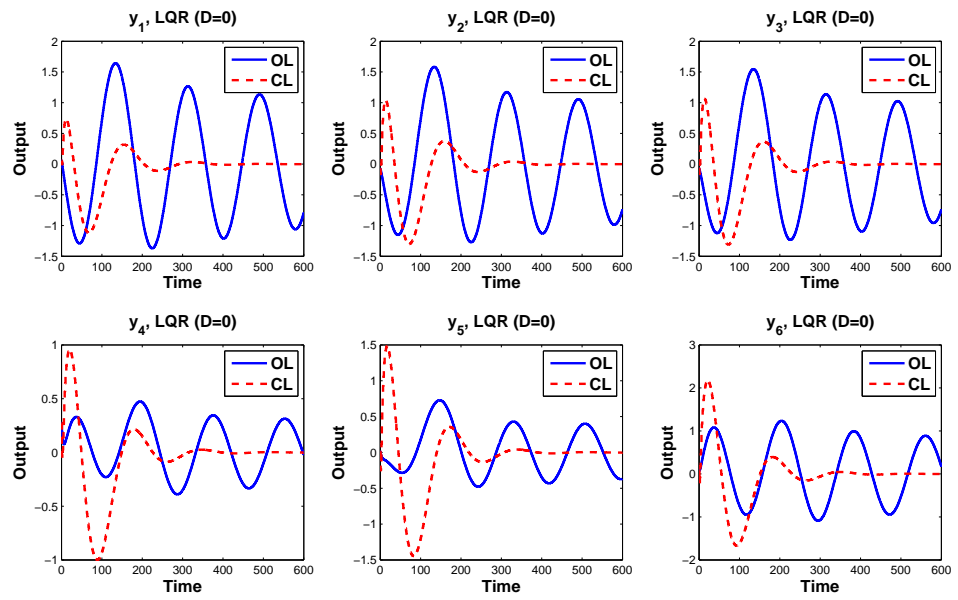 y1, LQR (D=0)
2
1.5
1
0.5
0
−0.5
−1
−1.5
Output
OL
CL
0 100 200 300 400 500 600
Time
y2, LQR (D=0)
2
1.5
1
0.5
0
−0.5
−1
−1.5
Output
OL
CL
0 100 200 300 400 500 600
Time
y3, LQR (D=0)
2
1.5
1
0.5
0
−0.5
−1
−1.5
Output
OL
CL
0 100 200 300 400 500 600
Time
y4, LQR (D=0)
1
0.5
0
−0.5
−1
Output
OL
CL
0 100 200 300 400 500 600
Time
y5, LQR (D=0)
1.5
1
0.5
0
−0.5
−1
−1.5
Output
OL
CL
0 100 200 300 400 500 600
Time
y6, LQR (D=0)
3
2
1
0
−1
−2
Output
OL
CL
0 100 200 300 400 500 600
Time